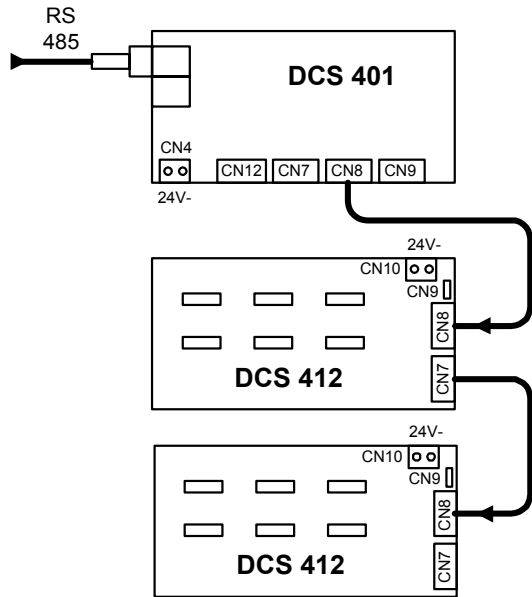 RS
485
DCS 401
CN4
CN12 CN7 CN8 CN9
24V-
24V-
CN10
CN9
CN8
DCS 412
CN7
24V-
CN10
CN9
CN8
DCS 412
CN7